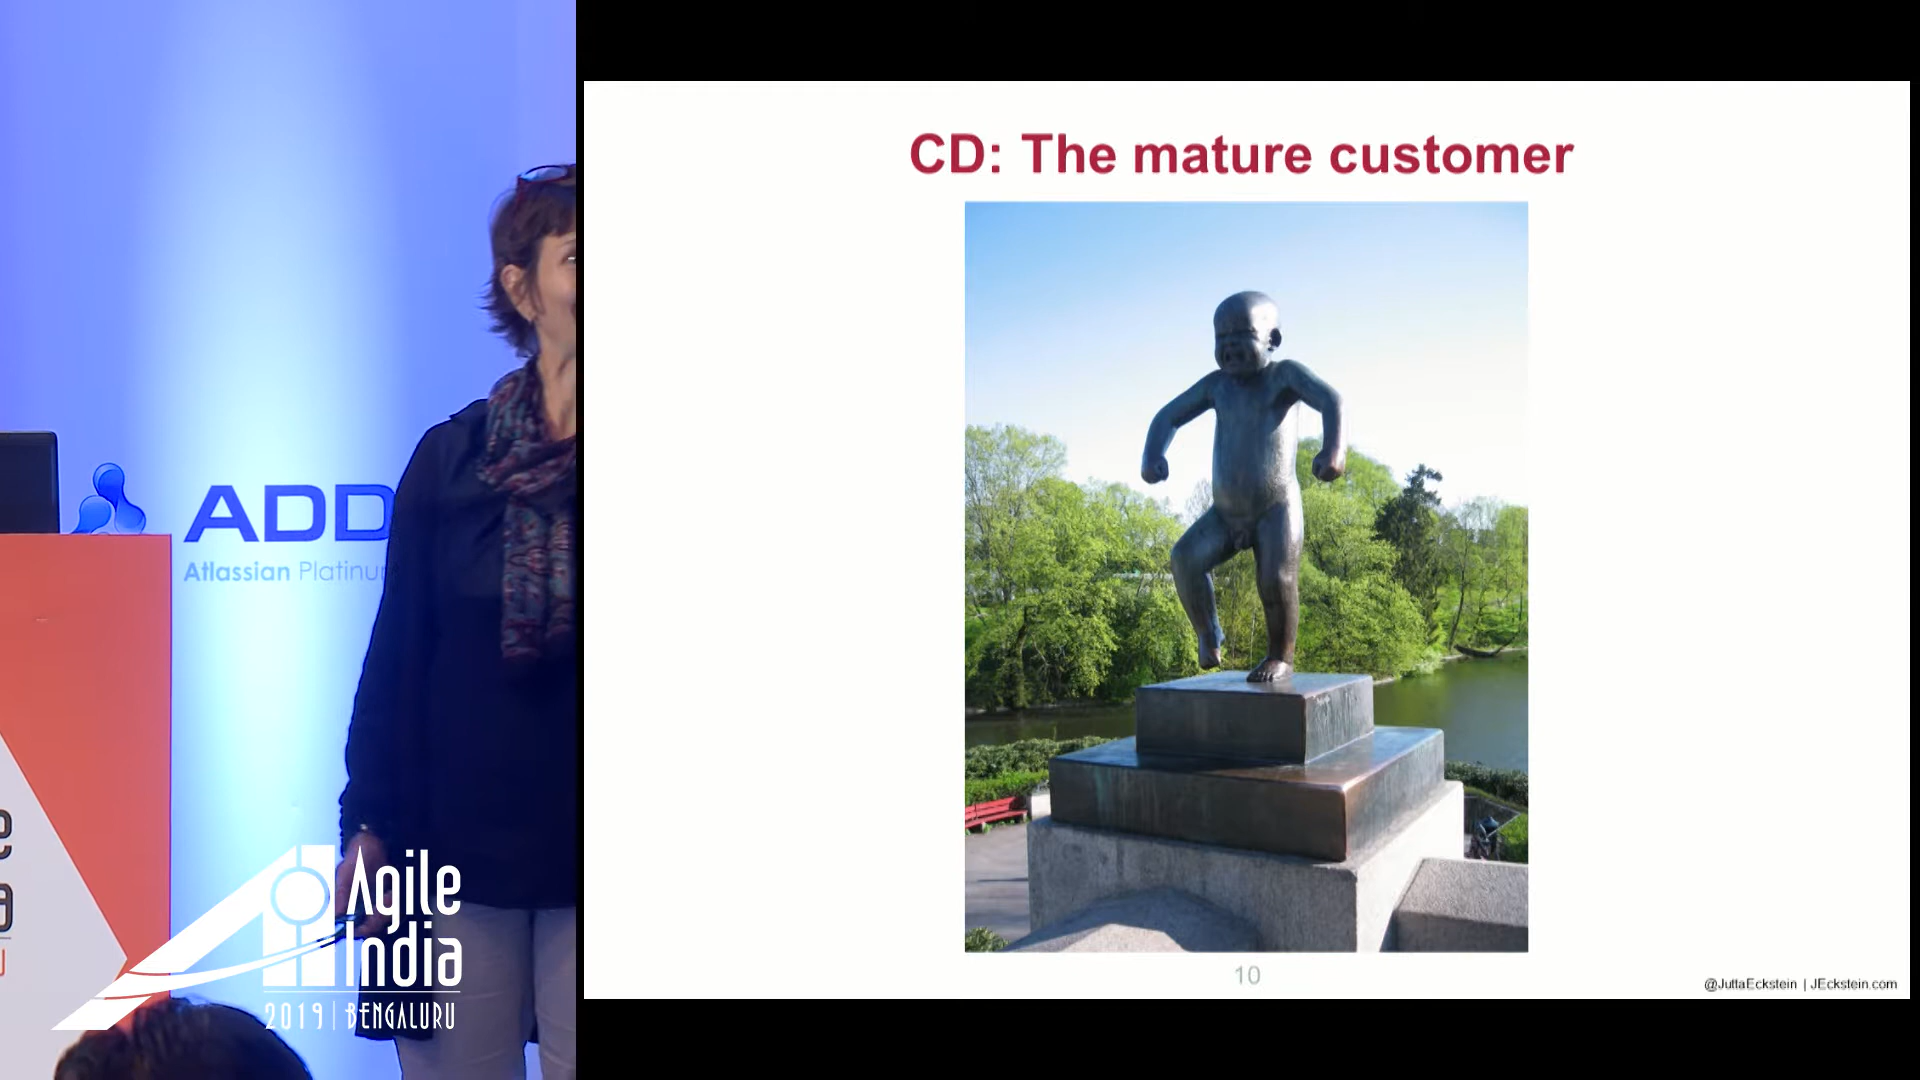 CD: The mature customer
10
@JuttaEckstein | JEckstein.com
ADD
Atlassian Platinu
Agile
India
2019 | BENGALURU